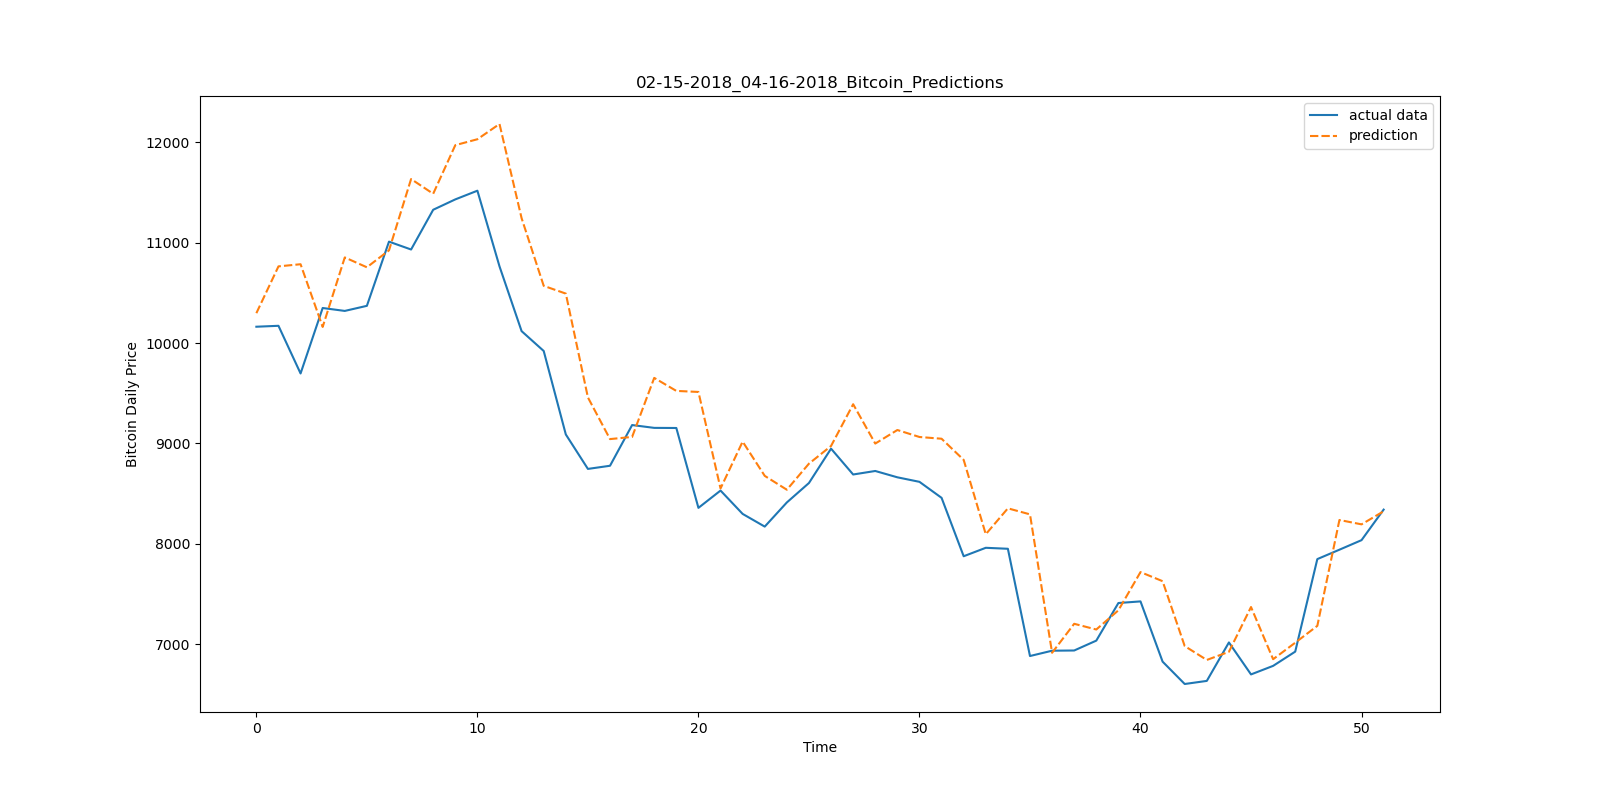 02-15-2018_04-16-2018_Bitcoin_Predictions
actual data
prediction
12000
11000
10000
9000
8000
7000
Bitcoin Daily Price
0 10 20 30 40 50
Time